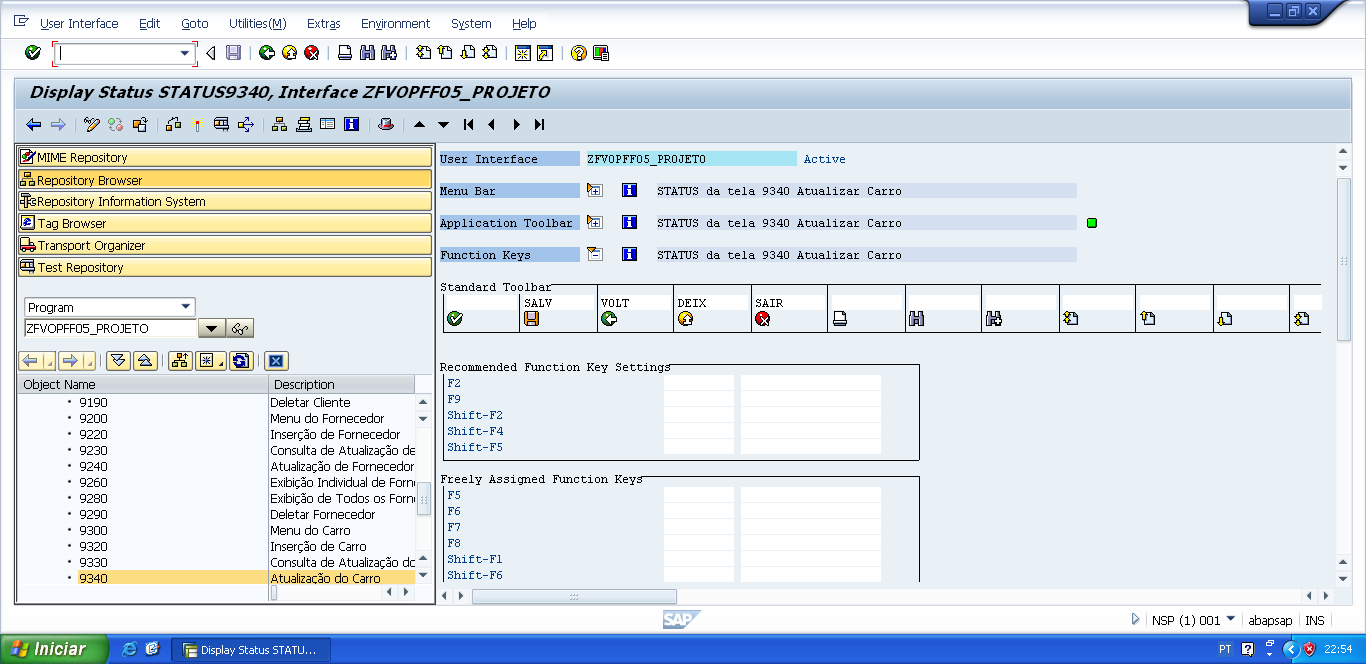 User Interface Edit Goto Utilities(M) Extras Environment System Help
Display Status STATUS9340, Interface ZFVOPFF05_PROJETO
MIME Repository
Repository Browser
Repository Information System
Tag Browser
Transport Organizer
Test Repository
Program
ZFVOPFF05_PROJETO
Object Name Description
9190 Deletar Cliente
9200 Menu do Fornecedor
9220 Inserção de Fornecedor
9230 Consulta de Atualização de
9240 Atualização de Fornecedor
9260 Exibição Individual de Forn
9280 Exibição de Todos os Forn
9290 Deletar Fornecedor
9300 Menu do Carro
9320 Inserção de Carro
9330 Consulta de Atualização do
9340 Atualização do Carro
User Interface ZFVOPFF05_PROJETO Active
Menu Bar STATUS da tela 9340 Atualizar Carro
Application Toolbar STATUS da tela 9340 Atualizar Carro
Function Keys STATUS da tela 9340 Atualizar Carro
Standard Toolbar
SALV VOLT DEIX SAIR
Recommended Function Key Settings
F2
F9
Shift-F2
Shift-F4
Shift-F5
Freely Assigned Function Keys
F5
F6
F7
F8
Shift-F1
Shift-F6
SAP
NSP (1) 001 abapsap INS
Iniciar Display Status STATU... PT 22:54